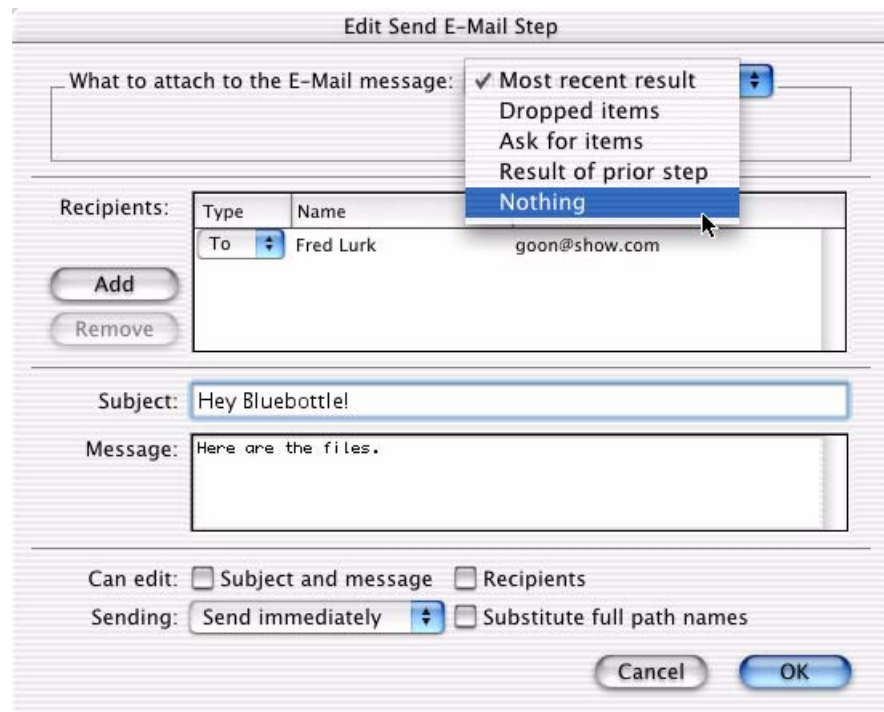 Edit Send E-Mail Step
What to attach to the E-Mail message:
✓ Most recent result
Dropped items
Ask for items
Result of prior step
Nothing
Recipients:
Type Name
To Fred Lurk goon@show.com
Add
Remove
Subject: Hey Bluebottle!
Message: Here are the files.
Can edit: Subject and message Recipients
Sending: Send immediately Substitute full path names
Cancel OK